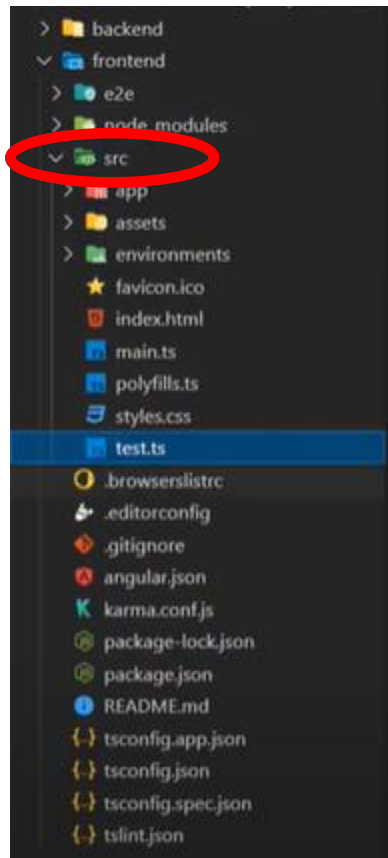 backend
frontend
e2e
node_modules
src
app
assets
environments
favicon.ico
index.html
main.ts
polyfills.ts
styles.css
test.ts
.browserslistrc
.editorconfig
.gitignore
angular.json
karma.conf.js
package-lock.json
package.json
README.md
tsconfig.app.json
tsconfig.json
tsconfig.spec.json
tslint.json